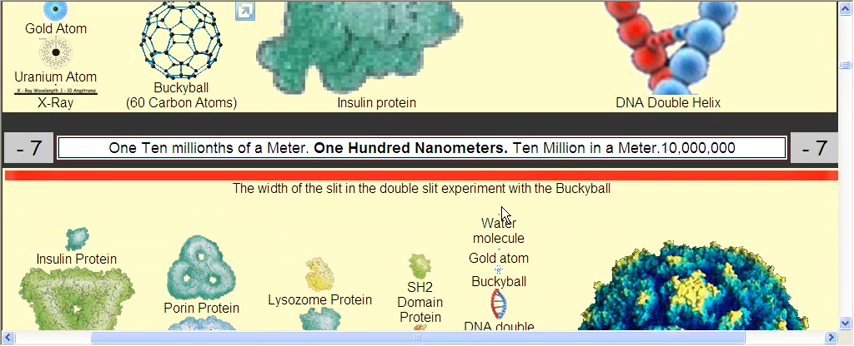 Gold Atom
Uranium Atom
X - Ray Wavelength .1 - 10 Angstroms
X-Ray
Buckyball
(60 Carbon Atoms)
Insulin protein
DNA Double Helix
- 7
One Ten millionths of a Meter. One Hundred Nanometers. Ten Million in a Meter.10,000,000
- 7
The width of the slit in the double slit experiment with the Buckyball
Insulin Protein
Porin Protein
Lysozome Protein
SH2
Domain
Protein
Water
molecule
Gold atom
Buckyball
DNA double